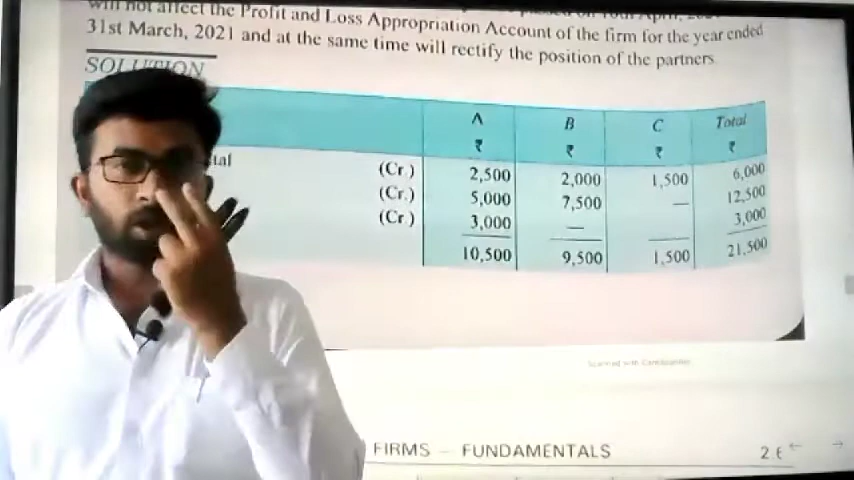 will not affect the Profit and Loss Appropriation Account of the firm for the year ended
31st March, 2021 and at the same time will rectify the position of the partners.
SOLUTION
A B C Total
₹ ₹ ₹ ₹
(Cr.) 2,500 2,000 1,500 6,000
(Cr.) 5,000 7,500 — 12,500
(Cr.) 3,000 — 3,000
10,500 9,500 1,500 21,500
FIRMS – FUNDAMENTALS